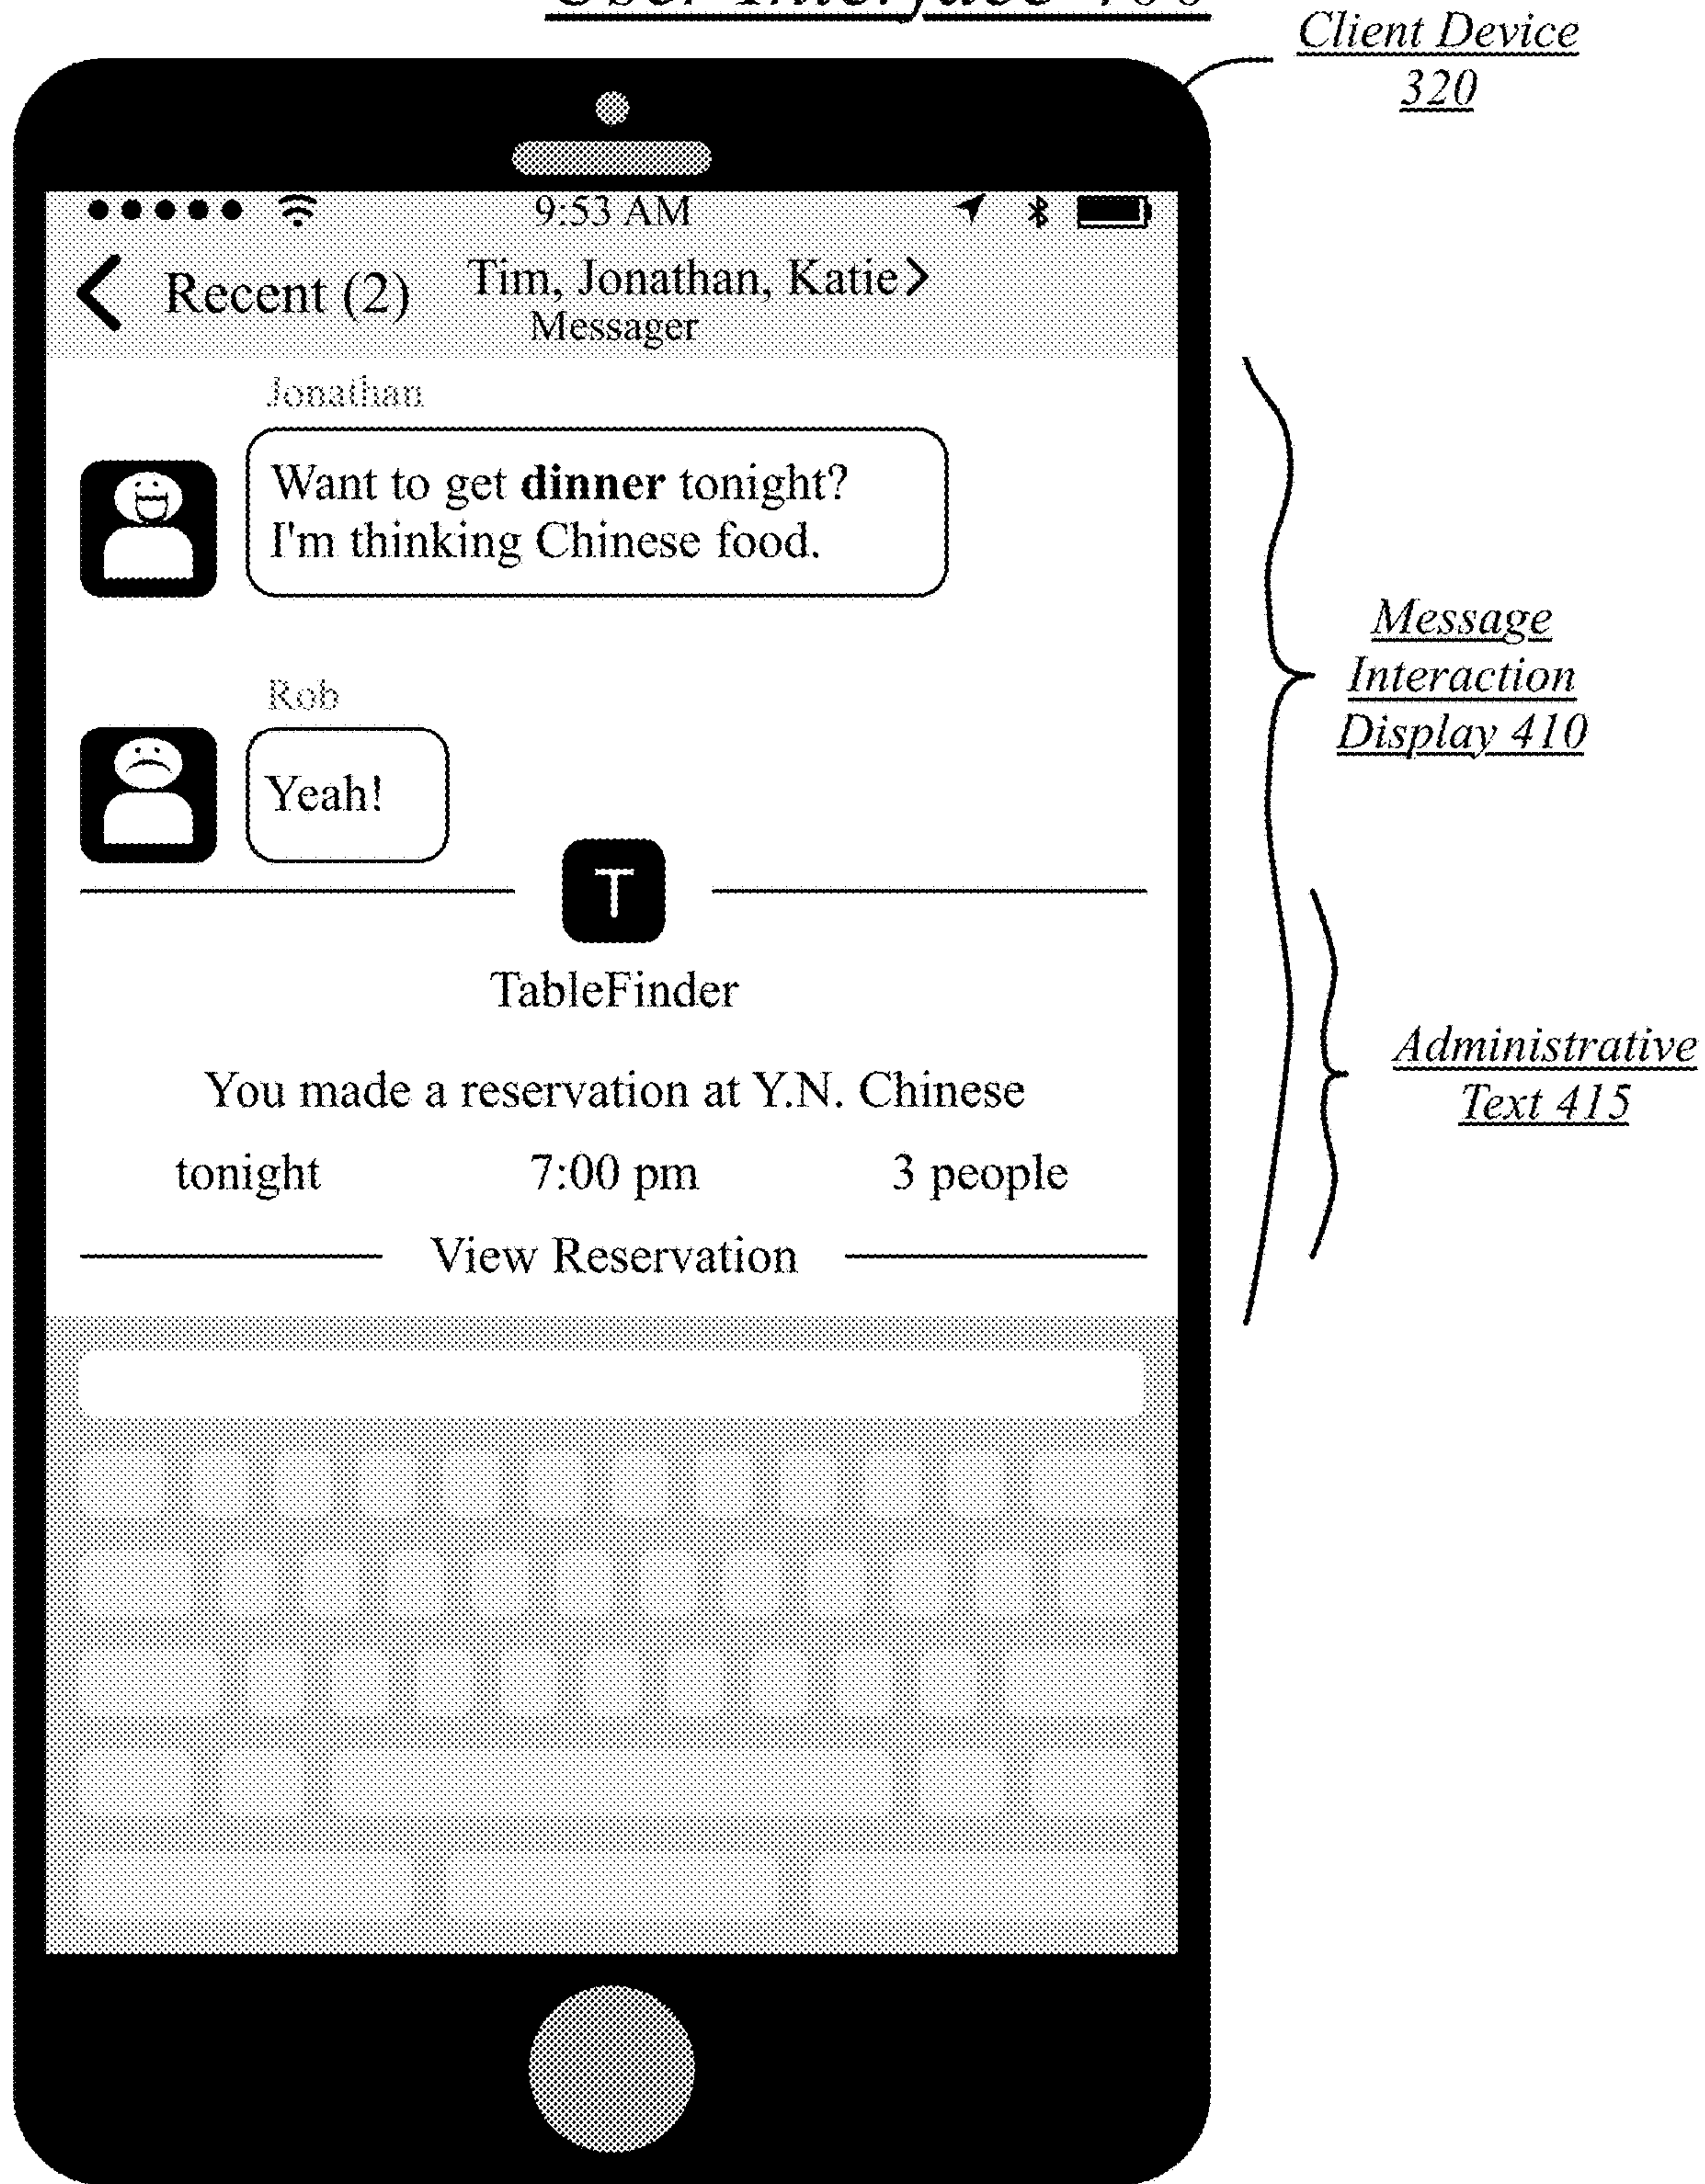 Client Device
320
9:53 AM
Recent (2)
Tim, Jonathan, Katie>
Messager
Jonathan
Want to get dinner tonight?
I'm thinking Chinese food.
Rob
Yeah!
T
TableFinder
You made a reservation at Y.N. Chinese
tonight 7:00 pm 3 people
View Reservation
Message
Interaction
Display 410
Administrative
Text 415